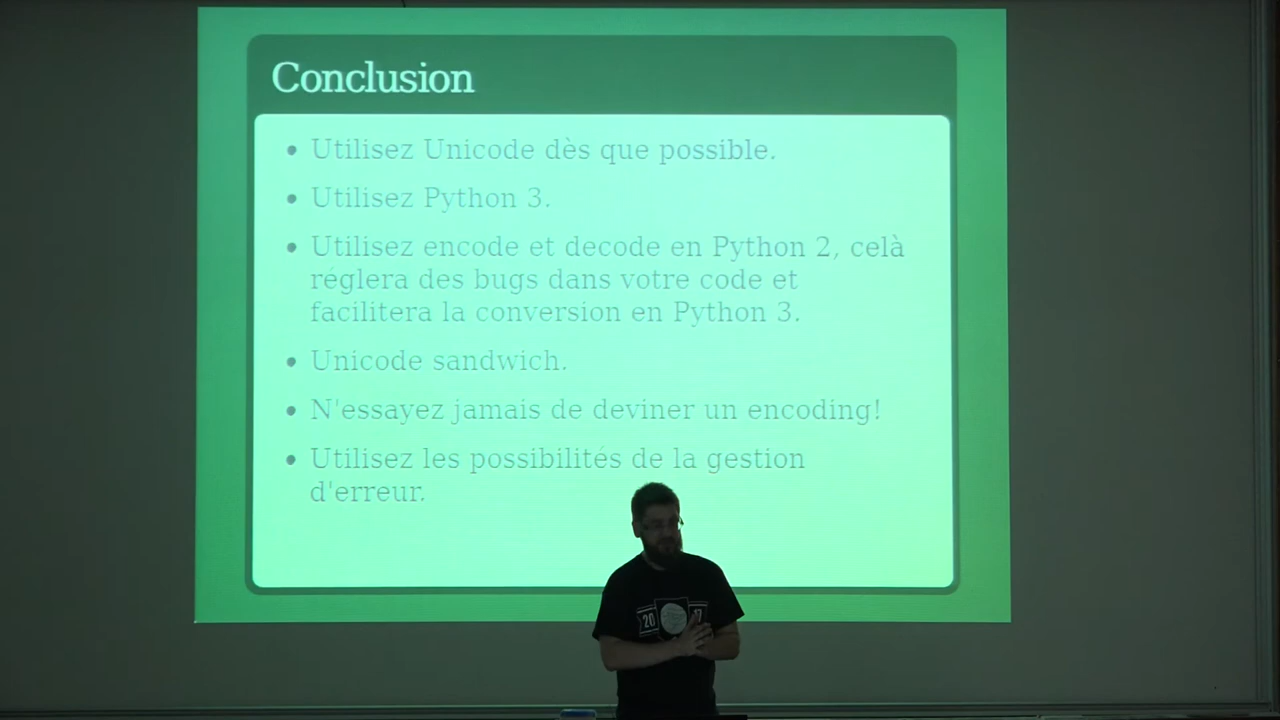 Conclusion
• Utilisez Unicode dès que possible.
• Utilisez Python 3.
• Utilisez encode et decode en Python 2, celà
réglera des bugs dans votre code et
facilitera la conversion en Python 3.
• Unicode sandwich.
• N'essayez jamais de deviner un encoding!
• Utilisez les possibilités de la gestion
d'erreur.
20